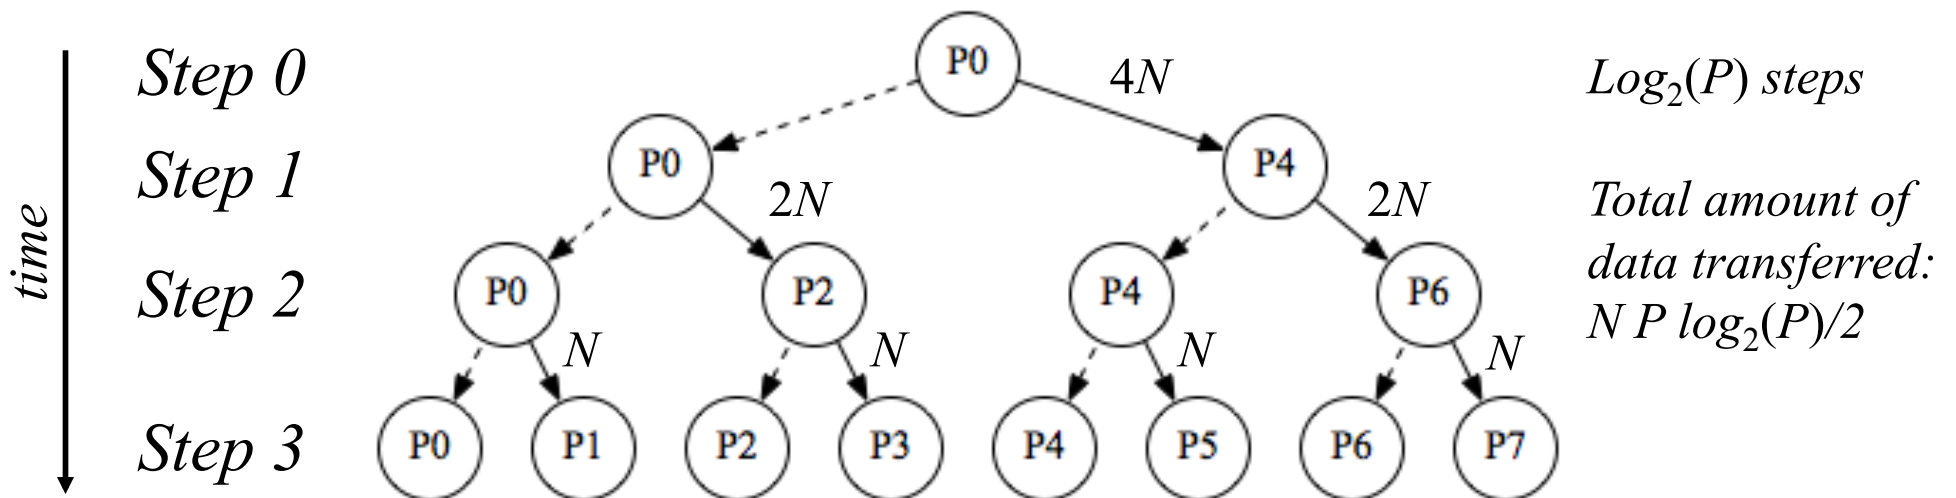 time
Step 0
P0
4N
Log₂(P) steps
Step 1
P0
2N
P4
2N
Total amount of
data transferred:
N P log₂(P)/2
Step 2
P0
N
P2
N
P4
N
P6
N
Step 3
P0
P1
P2
P3
P4
P5
P6
P7